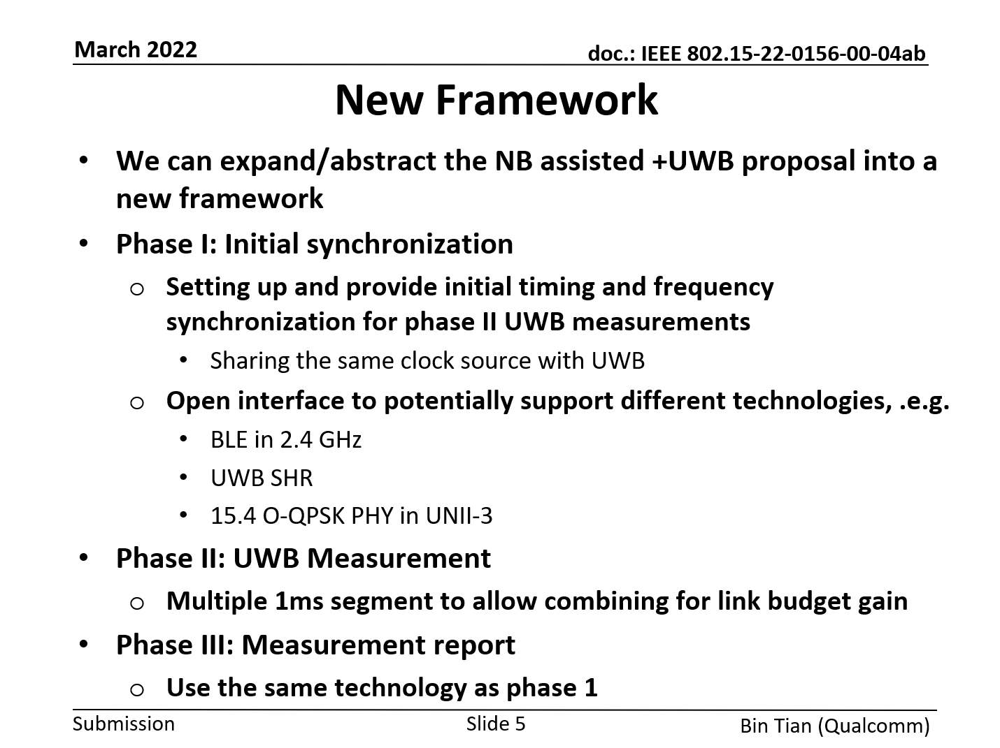 March 2022
doc.: IEEE 802.15-22-0156-00-04ab
New Framework
• We can expand/abstract the NB assisted +UWB proposal into a
new framework
• Phase I: Initial synchronization
o Setting up and provide initial timing and frequency
synchronization for phase II UWB measurements
• Sharing the same clock source with UWB
o Open interface to potentially support different technologies, .e.g.
• BLE in 2.4 GHz
• UWB SHR
• 15.4 O-QPSK PHY in UNII-3
• Phase II: UWB Measurement
o Multiple 1ms segment to allow combining for link budget gain
• Phase III: Measurement report
o Use the same technology as phase 1
Submission
Slide 5
Bin Tian (Qualcomm)